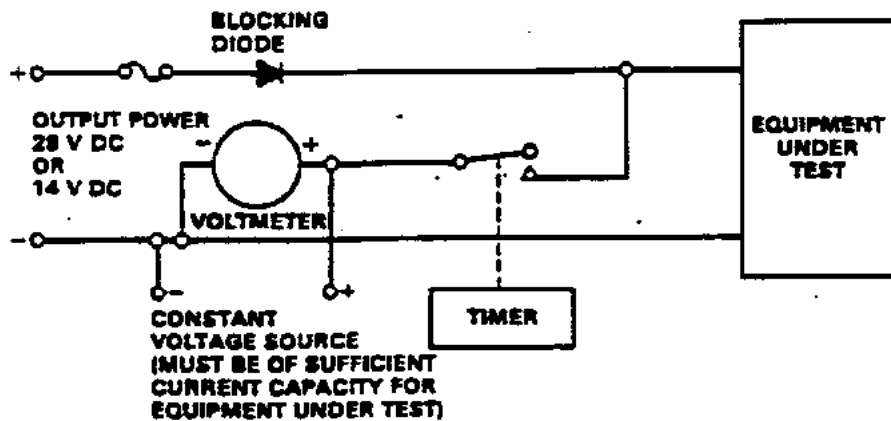 BLOCKING
DIODE
+
OUTPUT POWER
28 V DC
OR
14 V DC
- +
VOLTMETER
EQUIPMENT
UNDER
TEST
-
- +
TIMER
CONSTANT
VOLTAGE SOURCE
(MUST BE OF SUFFICIENT
CURRENT CAPACITY FOR
EQUIPMENT UNDER TEST)